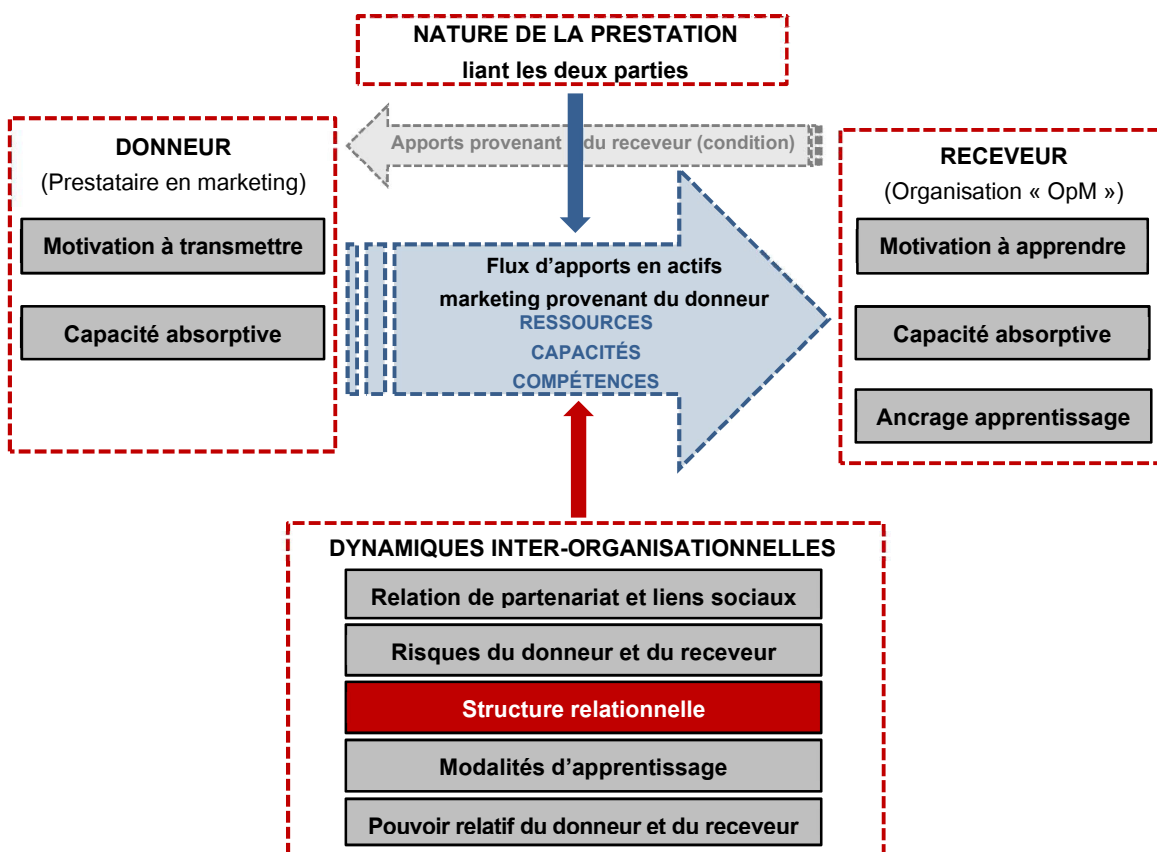 NATURE DE LA PRESTATION
liant les deux parties
Apports provenant du receveur (condition)
DONNEUR
(Prestataire en marketing)
Motivation à transmettre
Capacité absorptive
Flux d'apports en actifs
marketing provenant du donneur
RESSOURCES
CAPACITÉS
COMPÉTENCES
RECEVEUR
(Organisation « OpM »)
Motivation à apprendre
Capacité absorptive
Ancrage apprentissage
DYNAMIQUES INTER-ORGANISATIONNELLES
Relation de partenariat et liens sociaux
Risques du donneur et du receveur
Structure relationnelle
Modalités d'apprentissage
Pouvoir relatif du donneur et du receveur